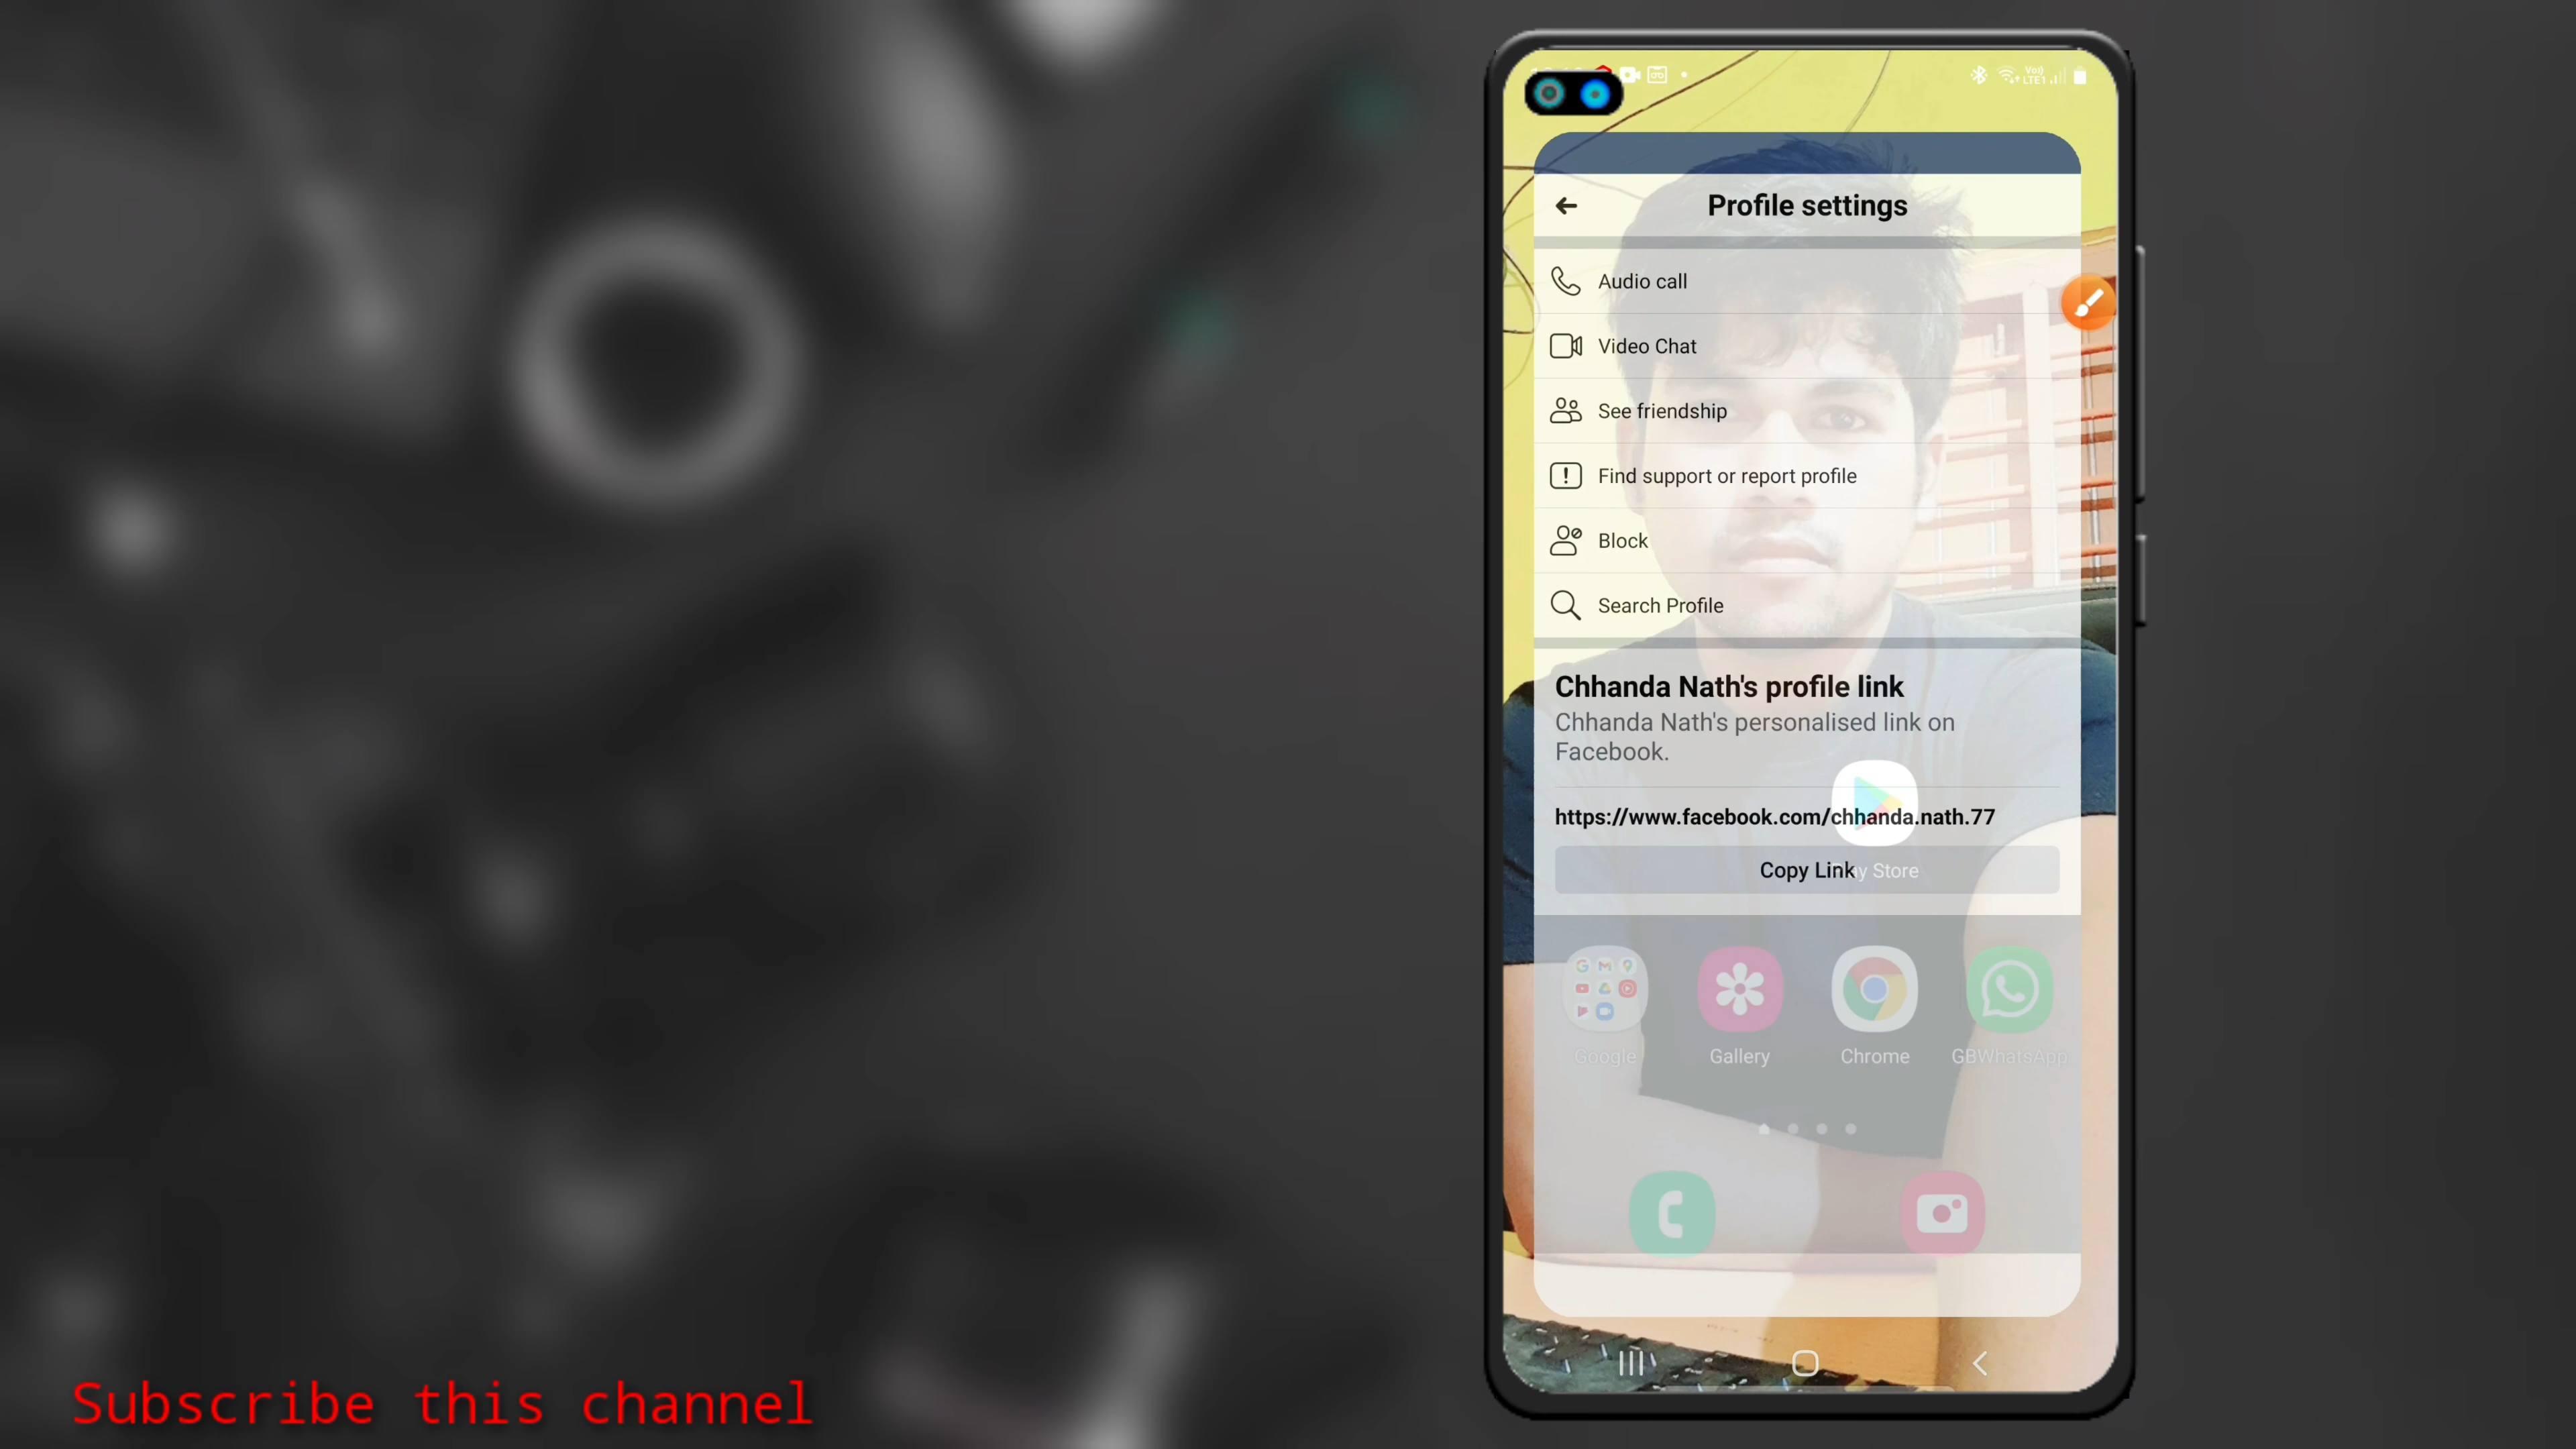 Vo))
LTE1
Profile settings
Audio call
Video Chat
See friendship
Find support or report profile
Block
Search Profile
Chhanda Nath's profile link
Chhanda Nath's personalised link on
Facebook.
https://www.facebook.com/chhanda.nath.77
Copy Link
Store
Google
Gallery
Chrome
GBWhatsApp
Subscribe this channel